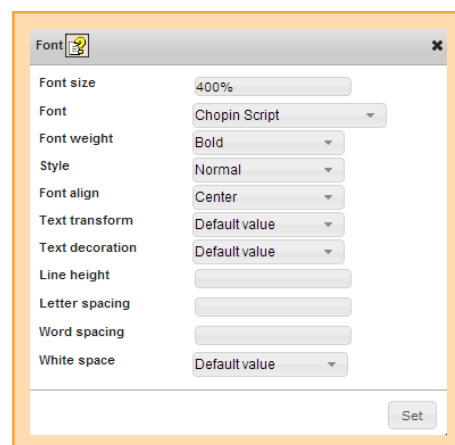 Font
Font size 400%
Font Chopin Script
Font weight Bold
Style Normal
Font align Center
Text transform Default value
Text decoration Default value
Line height
Letter spacing
Word spacing
White space Default value
Set